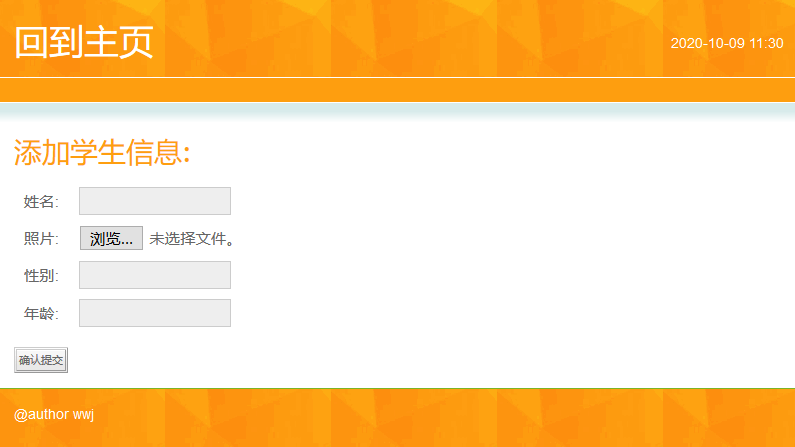 回到主页
2020-10-09 11:30
添加学生信息:
姓名:
照片: 浏览... 未选择文件。
性别:
年龄:
确认提交
@author wwj